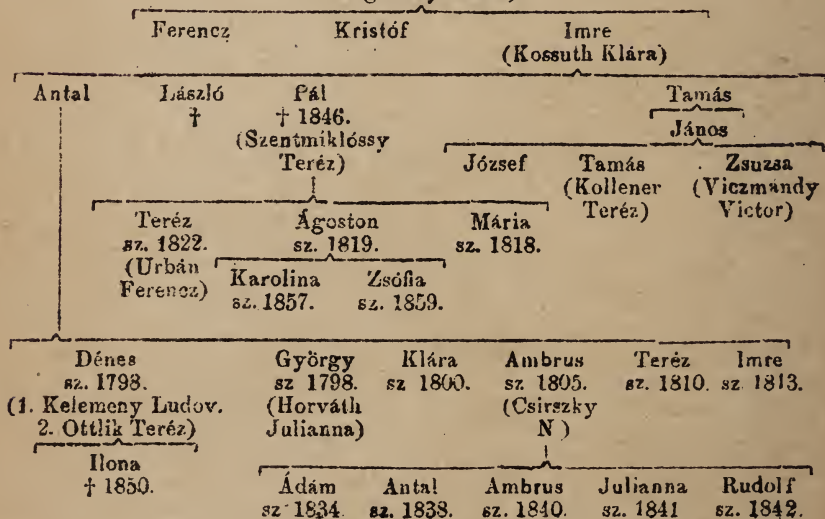 Ferencz Kristóf Imre
(Kossuth Klára)
Antal László Pál Tamás
† † 1846.
(Szentmiklóssy János
Teréz) József Tamás Zsuzsa
(Kollener (Viczmándy
Teréz) Victor)
Teréz Ágoston Mária
sz. 1822. sz. 1819. sz. 1818.
(Urbán Karolina Zsófia
Ferencz) sz. 1857. sz. 1859.
Dénes György Klára Ambrus Teréz Imre
sz. 1798. sz 1798. sz 1800. sz. 1805. sz. 1810. sz. 1813.
(1. Kelemeny Ludov. (Horváth (Csirszky
2. Ottlik Teréz) Julianna) N )
Ilona
† 1850. Ádám Antal Ambrus Julianna Rudolf
sz 1834. sz. 1838. sz. 1840. sz. 1841 sz. 1842.